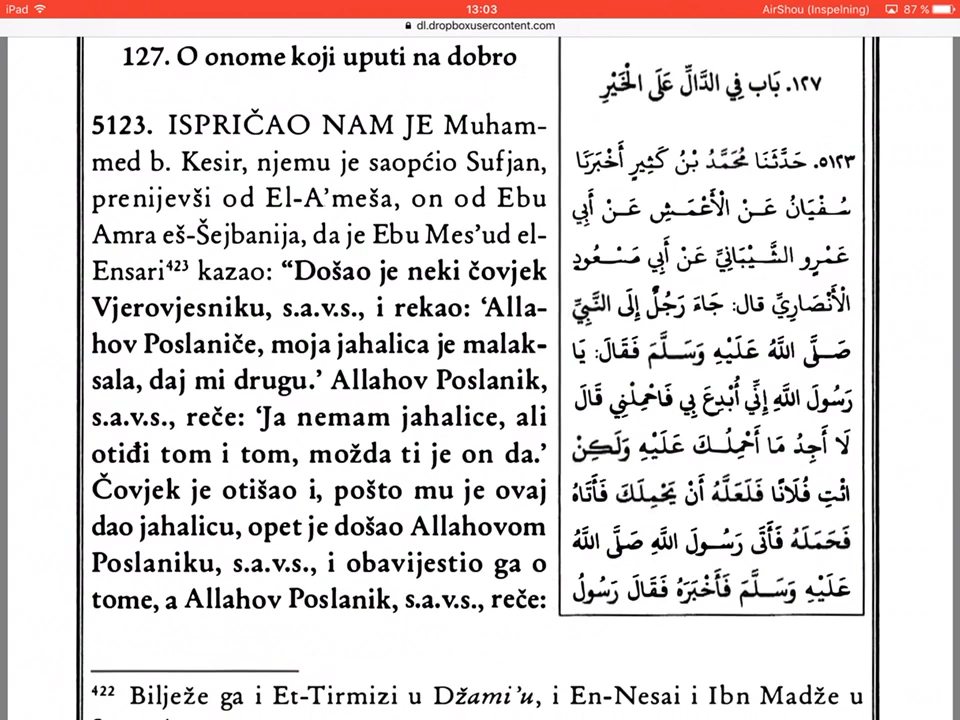 iPad
13:03
AirShou (Inspelning)
87 %
dl.dropboxusercontent.com
127. O onome koji uputi na dobro
5123. ISPRIČAO NAM JE Muham-
med b. Kesir, njemu je saopćio Sufjan,
prenijevši od El-A’meša, on od Ebu
Amra eš-Šejbanija, da je Ebu Mes’ud el-
Ensari⁴²³ kazao: “Došao je neki čovjek
Vjerovjesniku, s.a.v.s., i rekao: ‘Alla-
hov Poslaniče, moja jahalica je malak-
sala, daj mi drugu.’ Allahov Poslanik,
s.a.v.s., reče: ‘Ja nemam jahalice, ali
otiđi tom i tom, možda ti je on da.’
Čovjek je otišao i, pošto mu je ovaj
dao jahalicu, opet je došao Allahovom
Poslaniku, s.a.v.s., i obavijestio ga o
tome, a Allahov Poslanik, s.a.v.s., reče:
١٢٧. بَاب فِي الدَّالِّ عَلَى الْخَيْرِ
٥١٢٣. حَدَّثَنَا مُحَمَّدُ بْنُ كَثِيرٍ أَخْبَرَنَا
سُفْيَانُ عَنْ الْأَعْمَشِ عَنْ أَبِي
عَمْرٍو الشَّيْبَانِيِّ عَنْ أَبِي مَسْعُودٍ
الْأَنْصَارِيِّ قال: جَاءَ رَجُلٌ إِلَى النَّبِيِّ
صَلَّى اللَّهُ عَلَيْهِ وَسَلَّمَ فَقَالَ: يَا
رَسُولَ اللَّهِ إِنِّي أُبْدِعَ بِي فَاحْمِلْنِي قَالَ
لَا أَجِدُ مَا أَحْمِلُكَ عَلَيْهِ وَلَكِنْ
ائْتِ فُلَانًا فَلَعَلَّهُ أَنْ يَحْمِلَكَ فَأَتَاهُ
فَحَمَلَهُ فَأَتَى رَسُولَ اللَّهِ صَلَّى اللَّهُ
عَلَيْهِ وَسَلَّمَ فَأَخْبَرَهُ فَقَالَ رَسُولُ
⁴²² Bilježe ga i Et-Tirmizi u Džami’u, i En-Nesai i Ibn Madže u